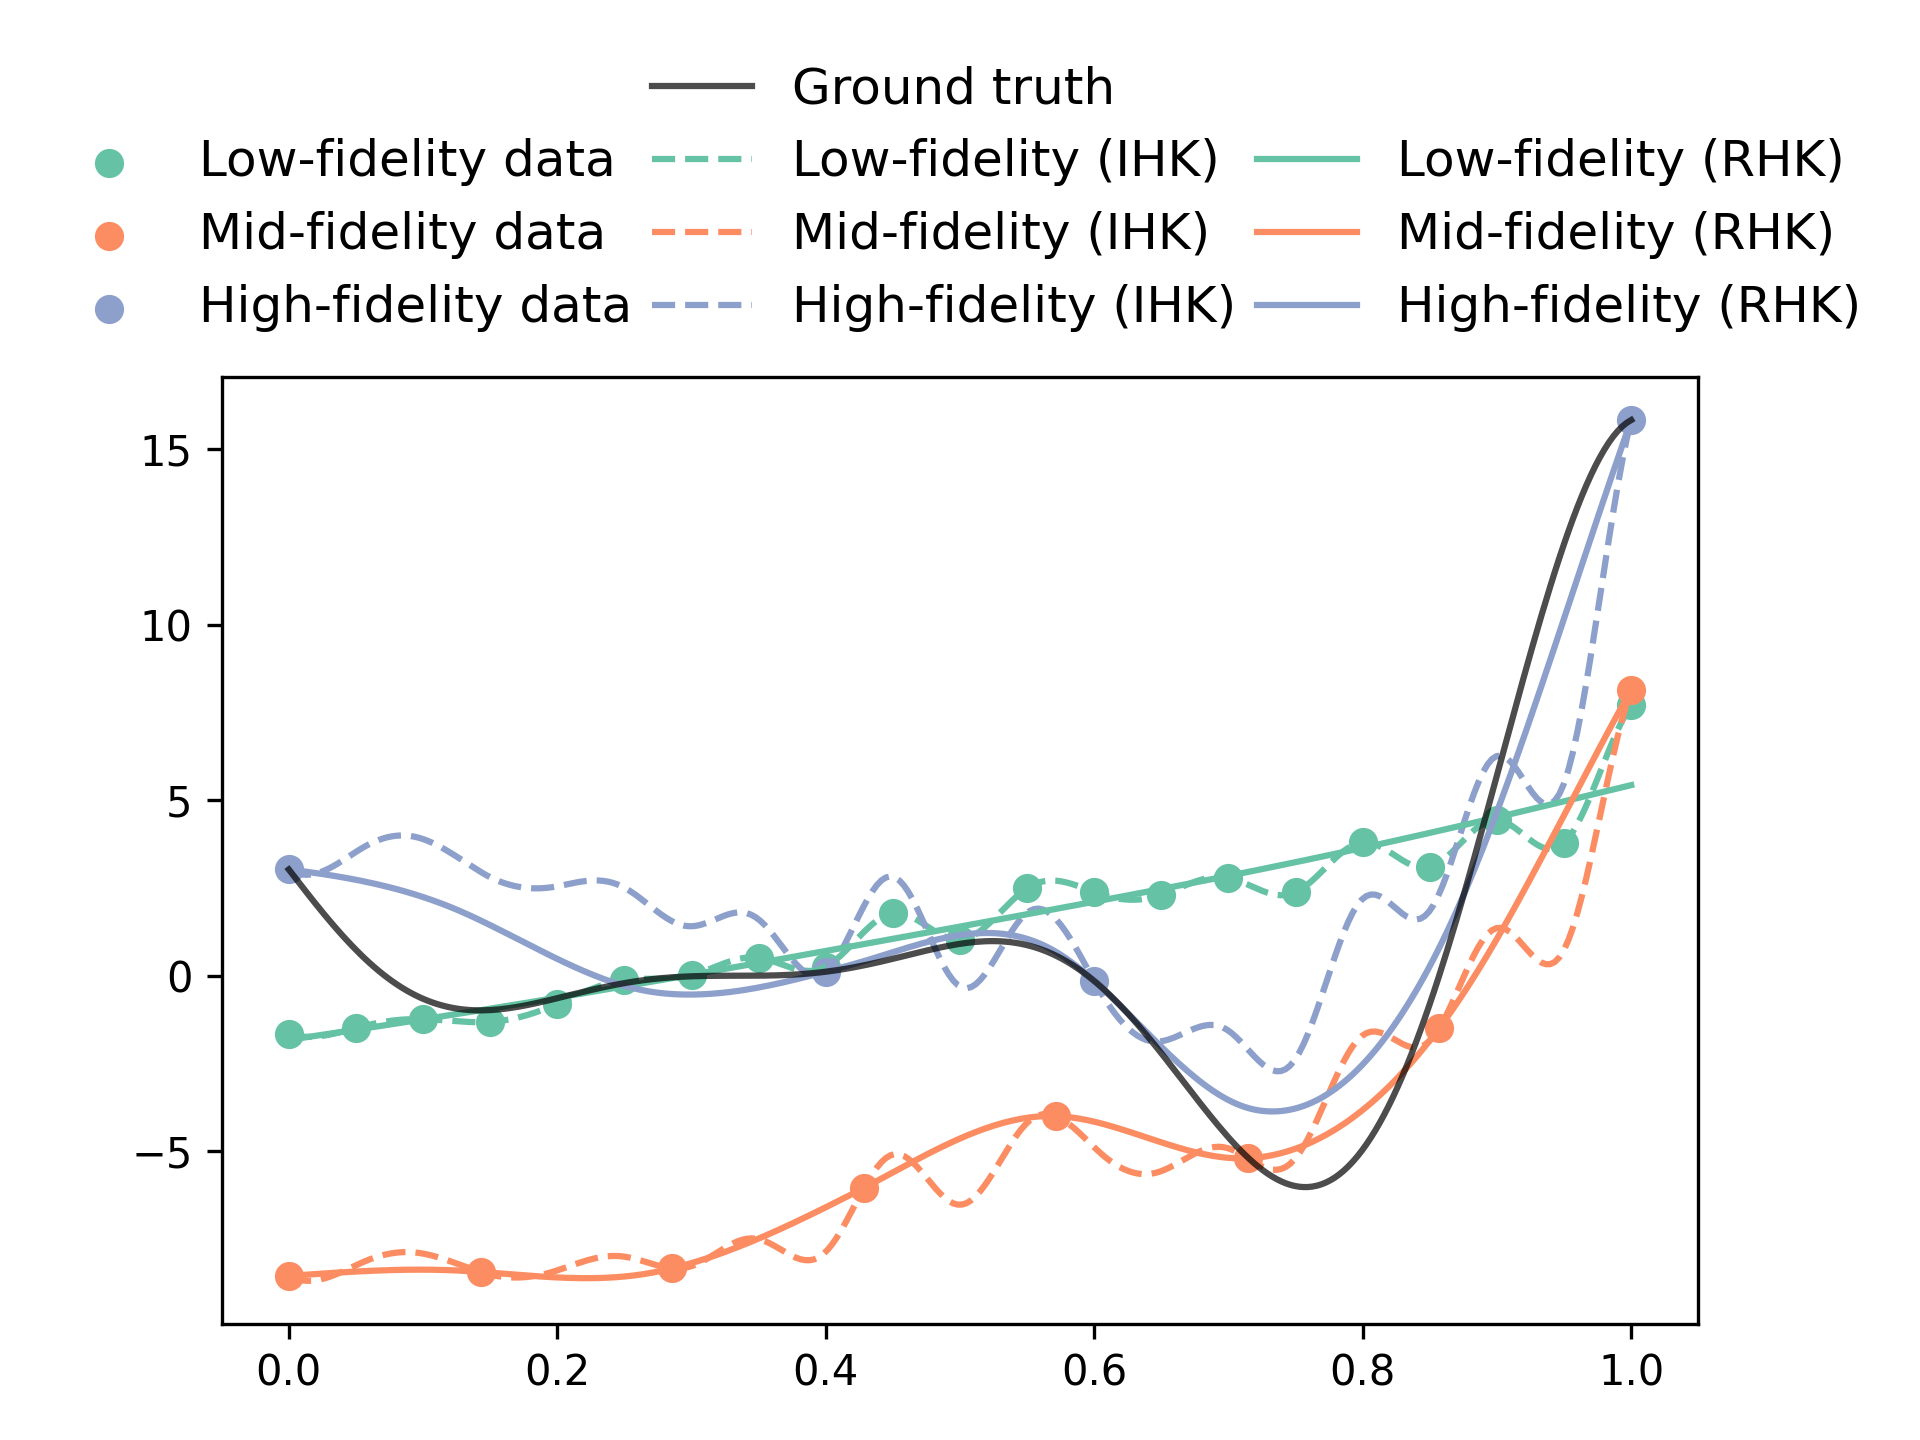 Ground truth
Low-fidelity data Low-fidelity (IHK) Low-fidelity (RHK)
Mid-fidelity data Mid-fidelity (IHK) Mid-fidelity (RHK)
High-fidelity data High-fidelity (IHK) High-fidelity (RHK)
15
10
5
0
−5
0.0 0.2 0.4 0.6 0.8 1.0